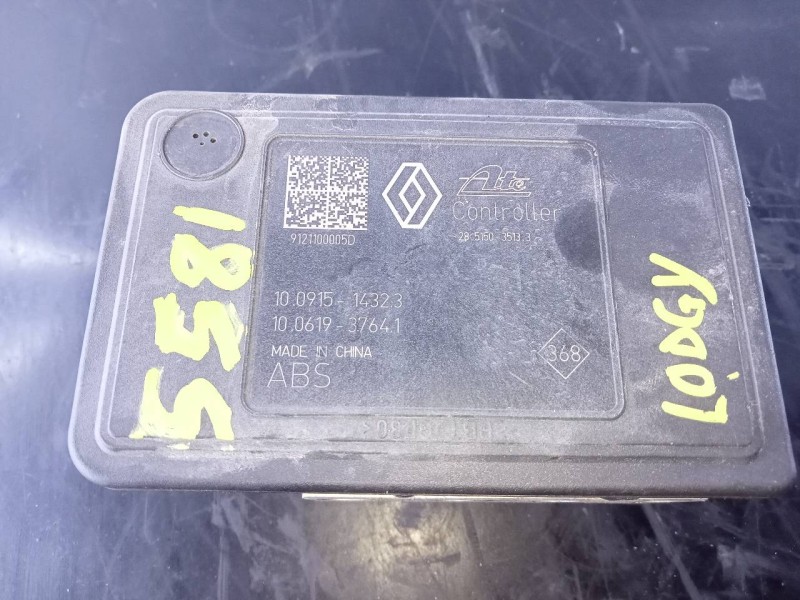 5581
9121100005D
Ate
Controller
28.5150-3513.3
10.0915-1432.3
10.0619-3764.1
MADE IN CHINA
ABS
368
LODGY